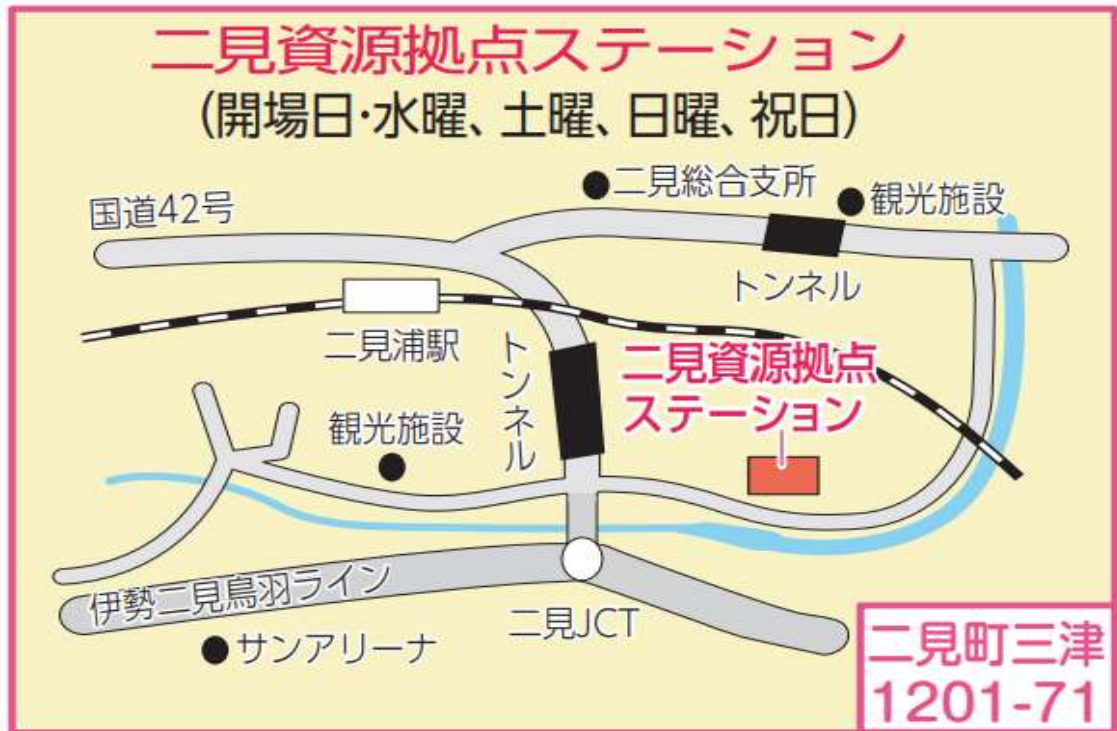 二見資源拠点ステーション
(開場日･水曜、土曜、日曜、祝日)
二見総合支所
観光施設
国道42号
トンネル
二見浦駅
トンネル
二見資源拠点
ステーション
観光施設
伊勢二見鳥羽ライン
二見JCT
サンアリーナ
二見町三津
1201-71